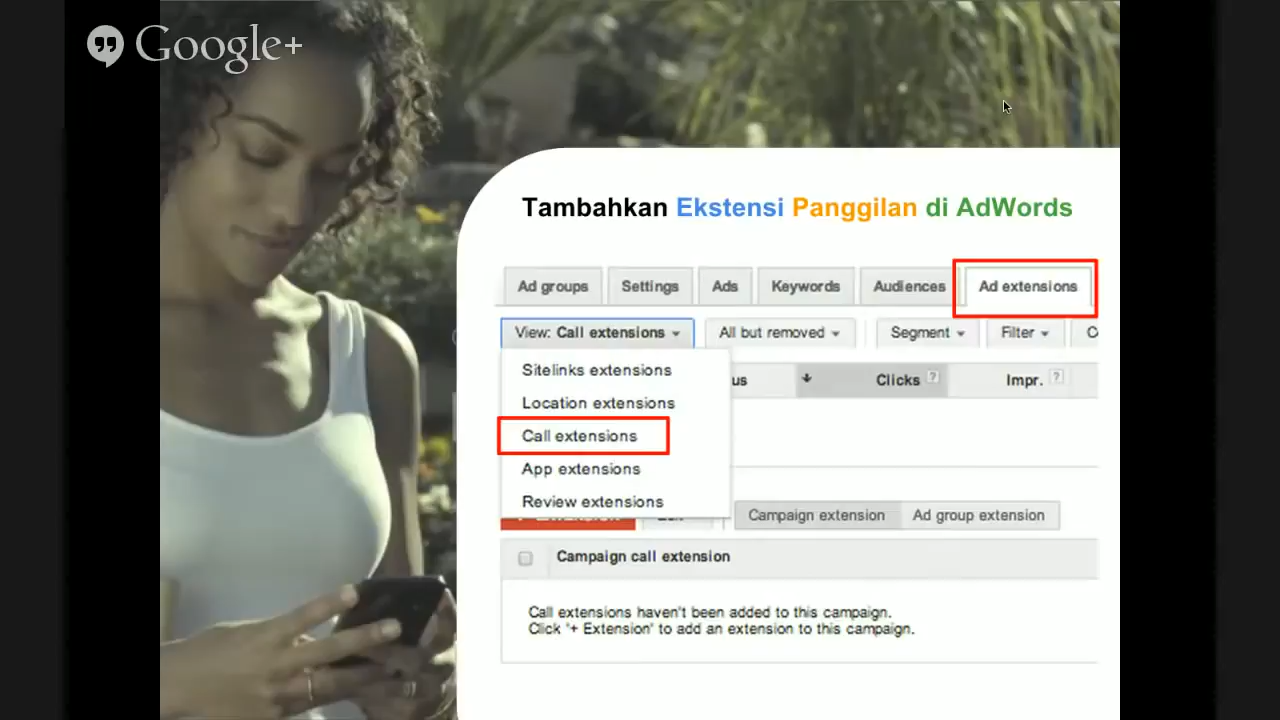 Google+
Tambahkan Ekstensi Panggilan di AdWords
Ad groups Settings Ads Keywords Audiences Ad extensions
View: Call extensions All but removed Segment Filter
Sitelinks extensions
Clicks ? Impr. ?
Location extensions
Call extensions
App extensions
Review extensions
Campaign extension Ad group extension
Campaign call extension
Call extensions haven't been added to this campaign.
Click '+ Extension' to add an extension to this campaign.